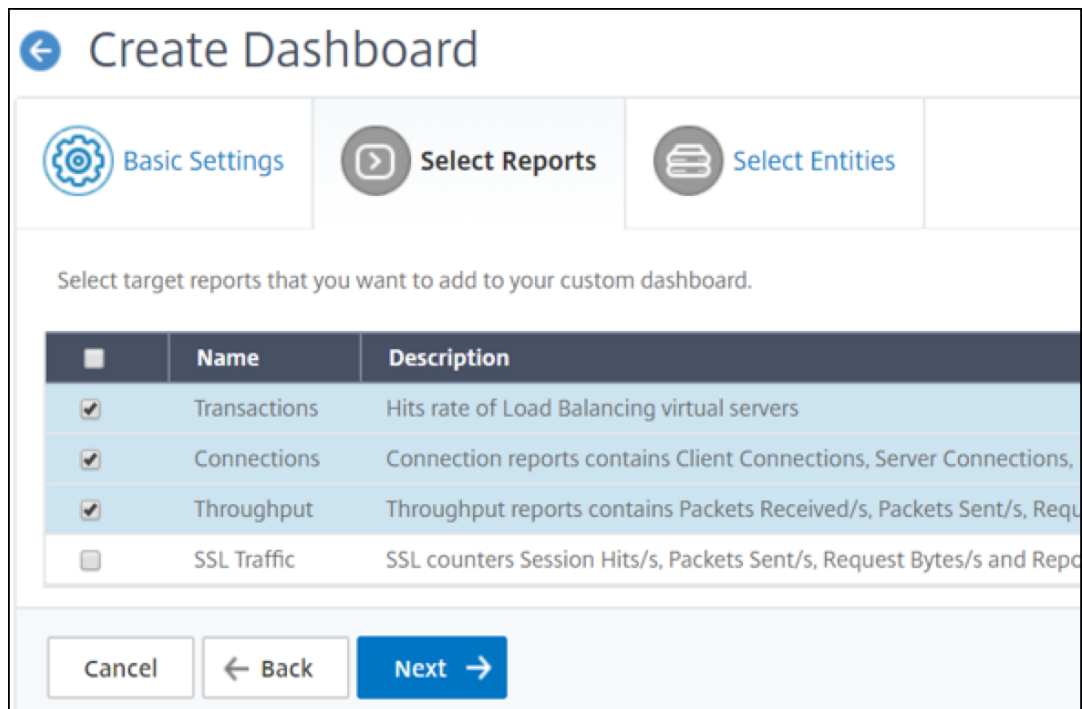 Create Dashboard
Basic Settings
Select Reports
Select Entities
Select target reports that you want to add to your custom dashboard.
Name Description
Transactions Hits rate of Load Balancing virtual servers
Connections Connection reports contains Client Connections, Server Connections,
Throughput Throughput reports contains Packets Received/s, Packets Sent/s, Requ
SSL Traffic SSL counters Session Hits/s, Packets Sent/s, Request Bytes/s and Repo
Cancel Back Next